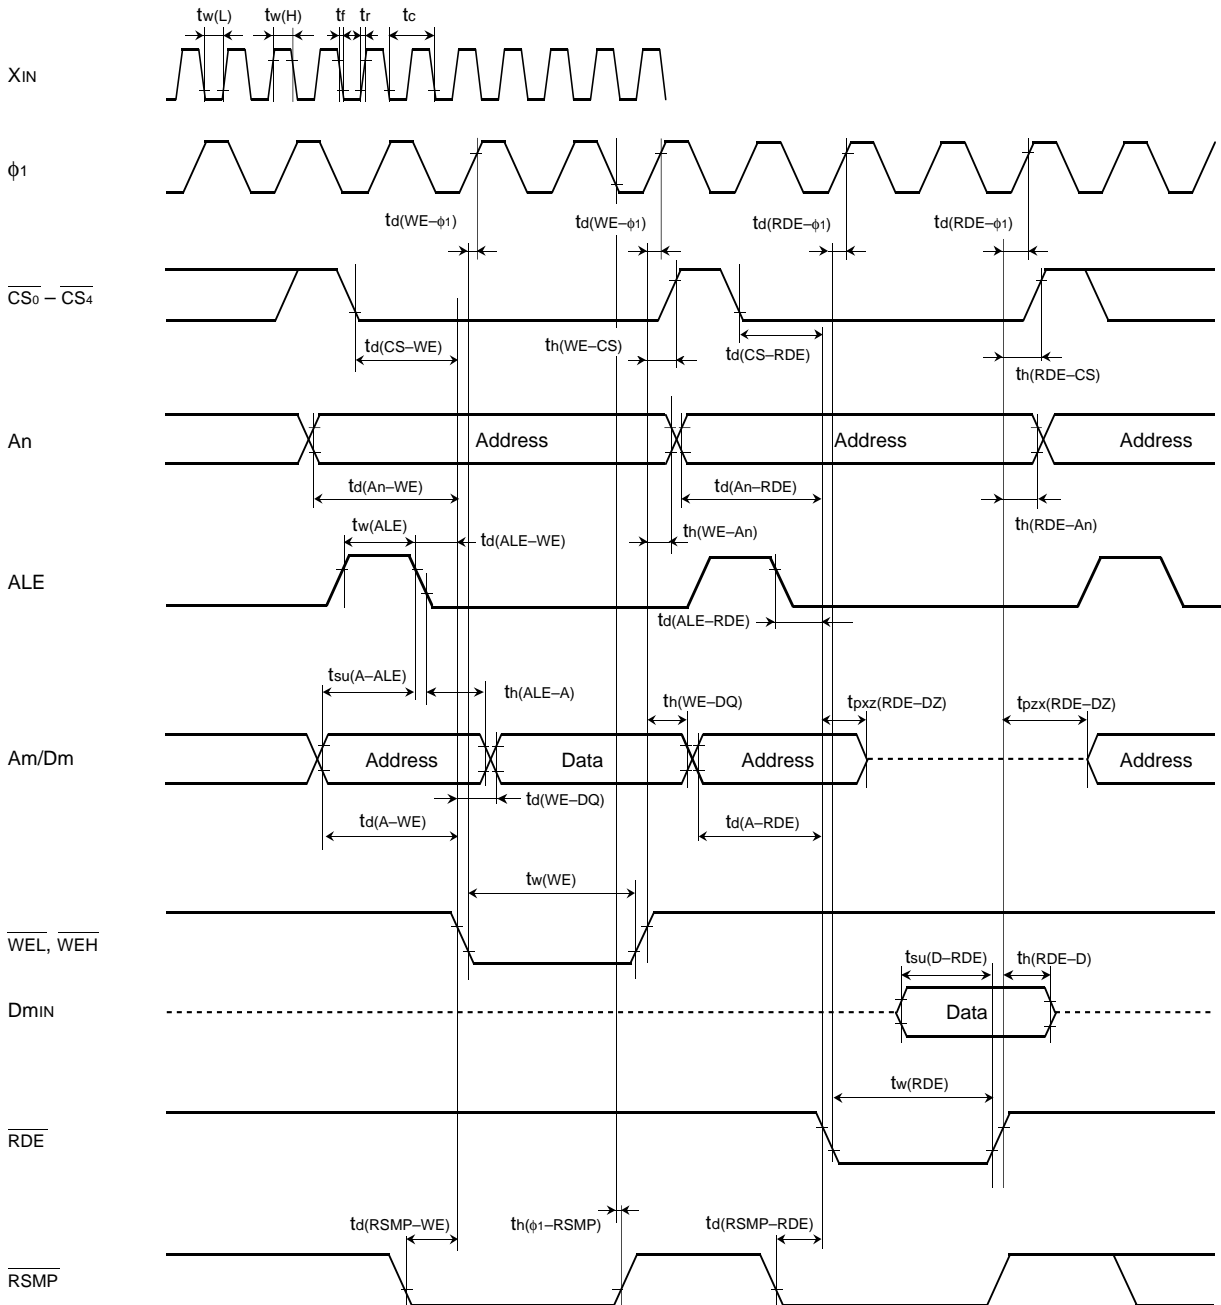 tw(L) tw(H) tf tr tc
XIN
ϕ1
td(WE–ϕ1) td(WE–ϕ1) td(RDE–ϕ1) td(RDE–ϕ1)
CS0 – CS4
td(CS–WE) th(WE–CS) td(CS–RDE) th(RDE–CS)
An Address Address Address
td(An–WE) td(An–RDE)
tw(ALE) td(ALE–WE) th(WE–An) th(RDE–An)
ALE
td(ALE–RDE)
tsu(A–ALE) th(ALE–A) th(WE–DQ) tpxz(RDE–DZ) tpzx(RDE–DZ)
Am/Dm Address Data Address Address
td(WE–DQ)
td(A–WE) td(A–RDE)
tw(WE)
WEL, WEH
tsu(D–RDE) th(RDE–D)
DmIN Data
tw(RDE)
RDE
td(RSMP–WE) th(ϕ1–RSMP) td(RSMP–RDE)
RSMP